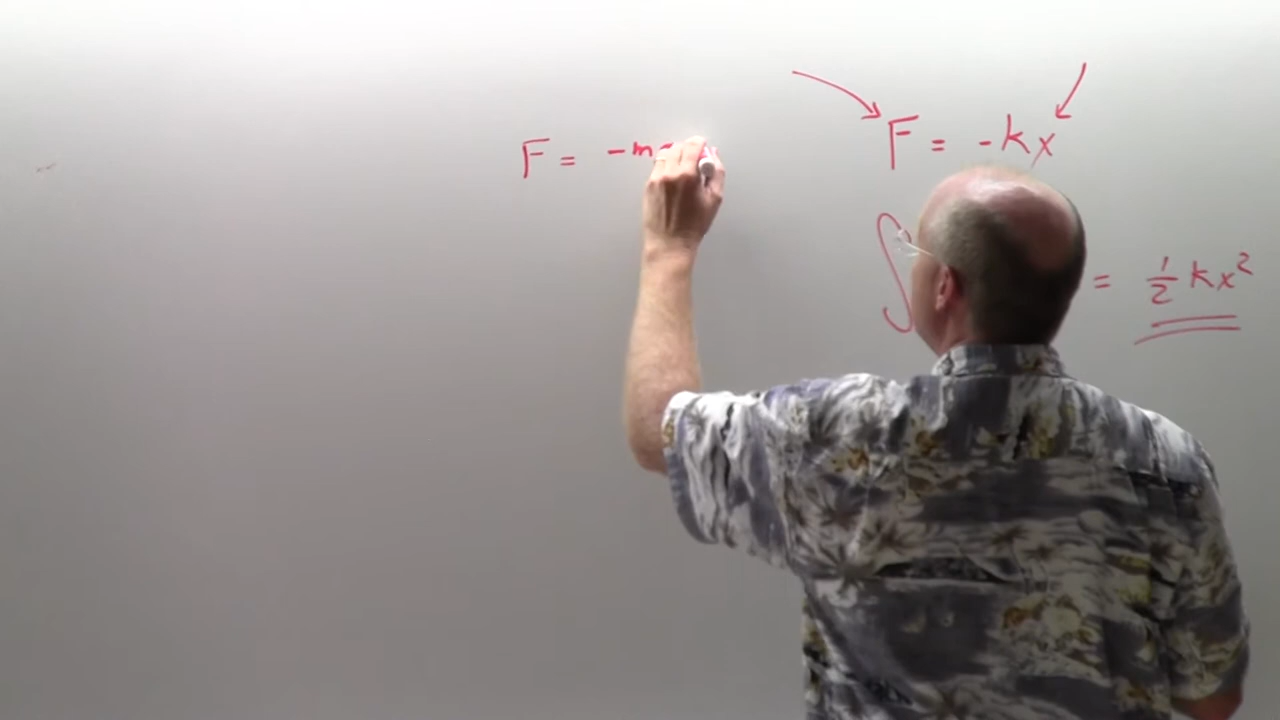 F = -m
F = -kx
∫ = ½ kx²